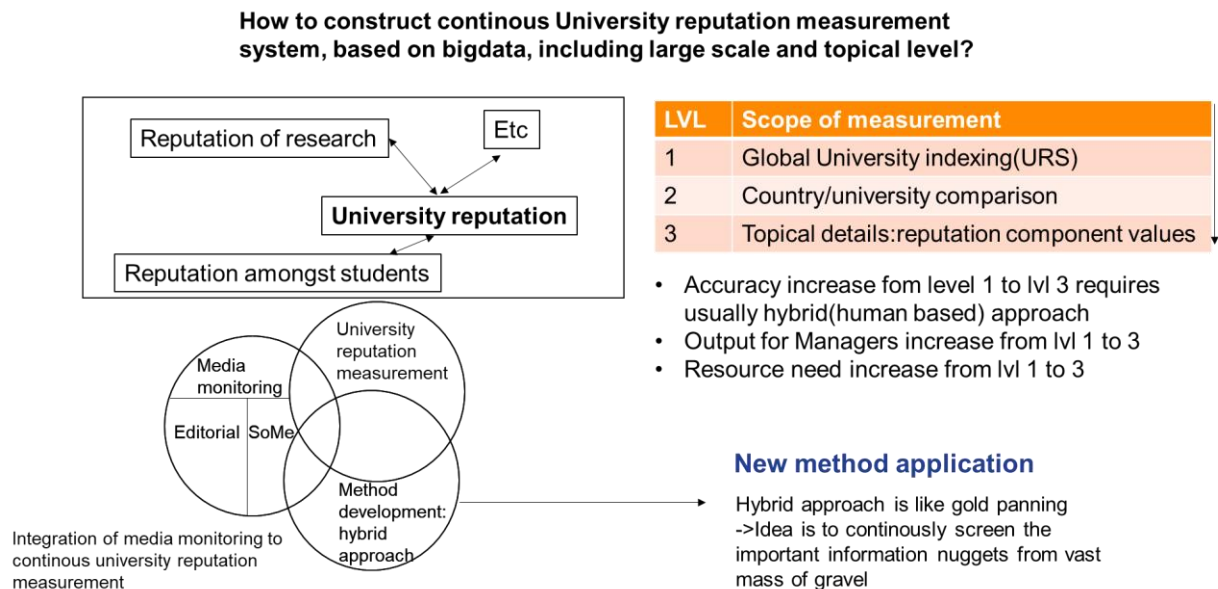 How to construct continous University reputation measurement
system, based on bigdata, including large scale and topical level?
Reputation of research
Etc
University reputation
Reputation amongst students
LVL Scope of measurement
1 Global University indexing(URS)
2 Country/university comparison
3 Topical details:reputation component values
• Accuracy increase fom level 1 to lvl 3 requires
usually hybrid(human based) approach
• Output for Managers increase from lvl 1 to 3
• Resource need increase from lvl 1 to 3
University
reputation
measurement
Media
monitoring
Editorial
SoMe
Method
development:
hybrid
approach
Integration of media monitoring to
continous university reputation
measurement
New method application
Hybrid approach is like gold panning
->Idea is to continously screen the
important information nuggets from vast
mass of gravel